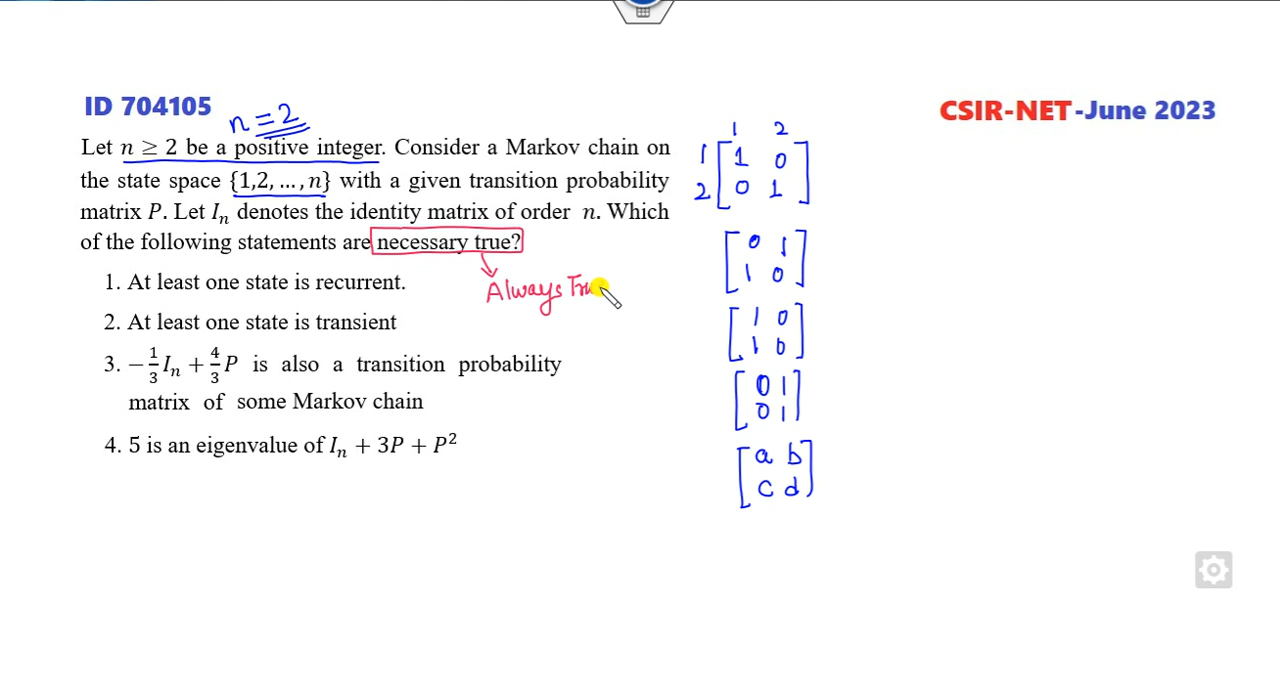 ID 704105
CSIR-NET-June 2023
n=2
Let n ≥ 2 be a positive integer. Consider a Markov chain on
the state space {1,2, ..., n} with a given transition probability
matrix P. Let Iₙ denotes the identity matrix of order n. Which
of the following statements are necessary true?
1. At least one state is recurrent.
Always Tru
2. At least one state is transient
3. −1/3 Iₙ + 4/3 P is also a transition probability
matrix of some Markov chain
4. 5 is an eigenvalue of Iₙ + 3P + P²
1 2
1 [1 0
2 0 1]
[0 1
1 0]
[1 0
1 0]
[0 1
0 1]
[a b
c d]